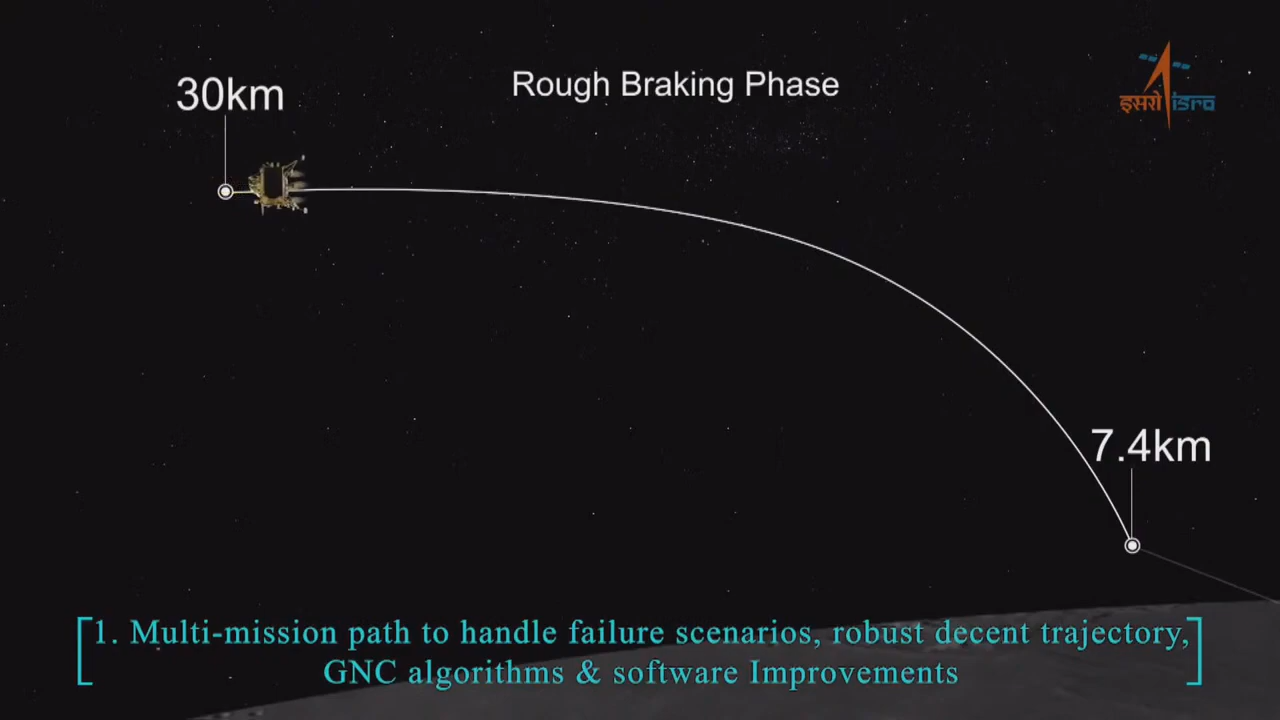 30km
Rough Braking Phase
इसरो isro
7.4km
1. Multi-mission path to handle failure scenarios, robust decent trajectory,
GNC algorithms & software Improvements